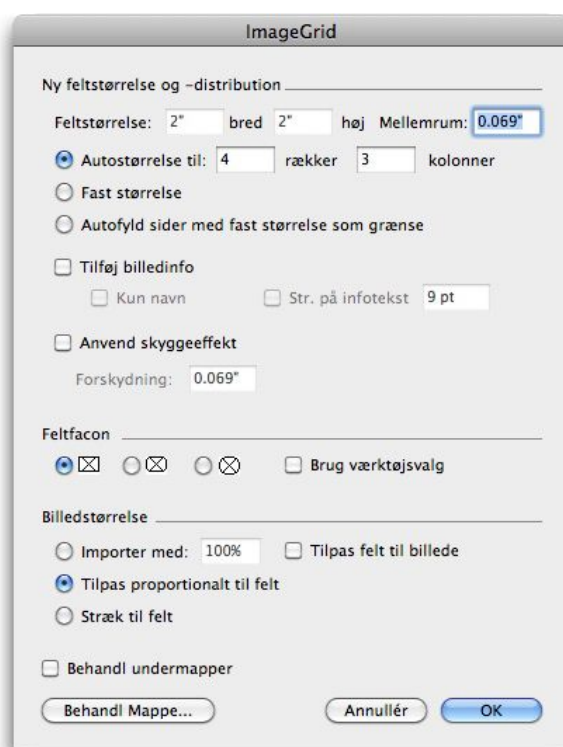 ImageGrid
Ny feltstørrelse og -distribution
Feltstørrelse: 2" bred 2" høj Mellemrum: 0.069"
Autostørrelse til: 4 rækker 3 kolonner
Fast størrelse
Autofyld sider med fast størrelse som grænse
Tilføj billedinfo
Kun navn Str. på infotekst 9 pt
Anvend skyggeeffekt
Forskydning: 0.069"
Feltfacon
Brug værktøjsvalg
Billedstørrelse
Importer med: 100% Tilpas felt til billede
Tilpas proportionalt til felt
Stræk til felt
Behandl undermapper
Behandl Mappe... Annullér OK